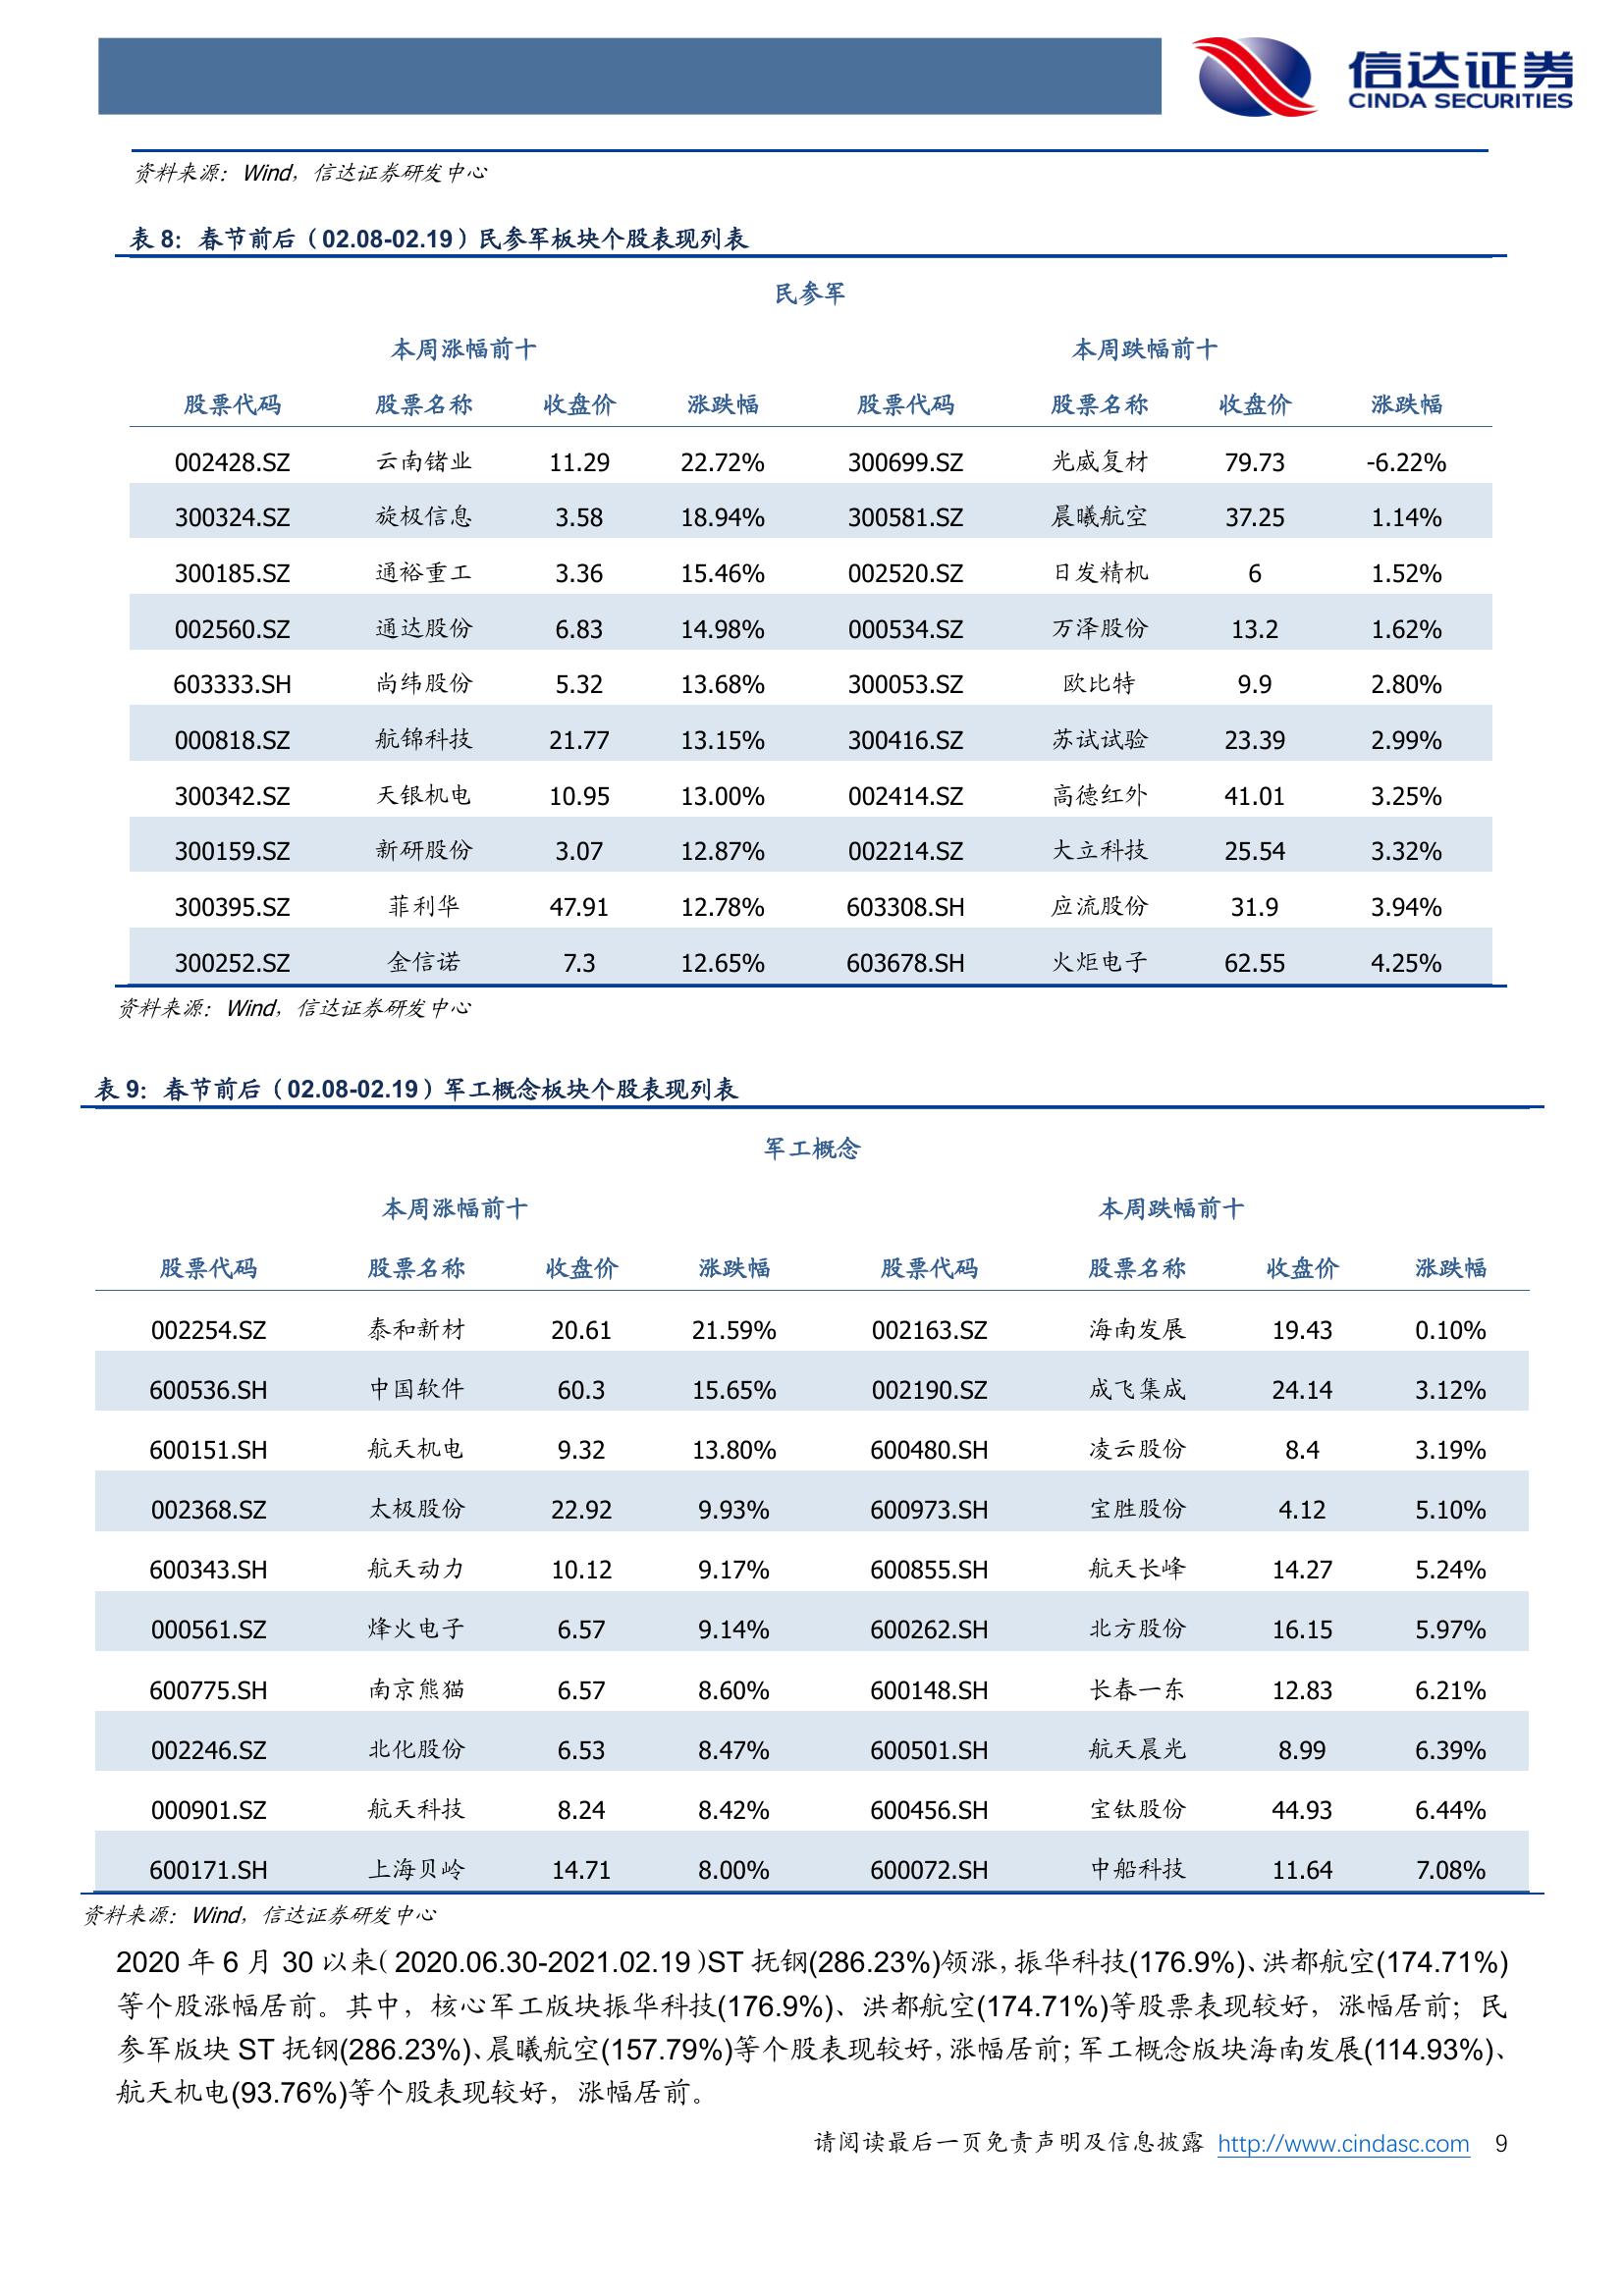 信达证券
CINDA SECURITIES
资料来源：Wind，信达证券研发中心
表 8：春节前后（02.08-02.19）民参军板块个股表现列表
民参军
本周涨幅前十 本周跌幅前十
股票代码 股票名称 收盘价 涨跌幅 股票代码 股票名称 收盘价 涨跌幅
002428.SZ 云南锗业 11.29 22.72% 300699.SZ 光威复材 79.73 -6.22%
300324.SZ 旋极信息 3.58 18.94% 300581.SZ 晨曦航空 37.25 1.14%
300185.SZ 通裕重工 3.36 15.46% 002520.SZ 日发精机 6 1.52%
002560.SZ 通达股份 6.83 14.98% 000534.SZ 万泽股份 13.2 1.62%
603333.SH 尚纬股份 5.32 13.68% 300053.SZ 欧比特 9.9 2.80%
000818.SZ 航锦科技 21.77 13.15% 300416.SZ 苏试试验 23.39 2.99%
300342.SZ 天银机电 10.95 13.00% 002414.SZ 高德红外 41.01 3.25%
300159.SZ 新研股份 3.07 12.87% 002214.SZ 大立科技 25.54 3.32%
300395.SZ 菲利华 47.91 12.78% 603308.SH 应流股份 31.9 3.94%
300252.SZ 金信诺 7.3 12.65% 603678.SH 火炬电子 62.55 4.25%
资料来源：Wind，信达证券研发中心
表 9：春节前后（02.08-02.19）军工概念板块个股表现列表
军工概念
本周涨幅前十 本周跌幅前十
股票代码 股票名称 收盘价 涨跌幅 股票代码 股票名称 收盘价 涨跌幅
002254.SZ 泰和新材 20.61 21.59% 002163.SZ 海南发展 19.43 0.10%
600536.SH 中国软件 60.3 15.65% 002190.SZ 成飞集成 24.14 3.12%
600151.SH 航天机电 9.32 13.80% 600480.SH 凌云股份 8.4 3.19%
002368.SZ 太极股份 22.92 9.93% 600973.SH 宝胜股份 4.12 5.10%
600343.SH 航天动力 10.12 9.17% 600855.SH 航天长峰 14.27 5.24%
000561.SZ 烽火电子 6.57 9.14% 600262.SH 北方股份 16.15 5.97%
600775.SH 南京熊猫 6.57 8.60% 600148.SH 长春一东 12.83 6.21%
002246.SZ 北化股份 6.53 8.47% 600501.SH 航天晨光 8.99 6.39%
000901.SZ 航天科技 8.24 8.42% 600456.SH 宝钛股份 44.93 6.44%
600171.SH 上海贝岭 14.71 8.00% 600072.SH 中船科技 11.64 7.08%
资料来源：Wind，信达证券研发中心
2020 年 6 月 30 以来（2020.06.30-2021.02.19）ST 抚钢(286.23%)领涨，振华科技(176.9%)、洪都航空(174.71%)
等个股涨幅居前。其中，核心军工版块振华科技(176.9%)、洪都航空(174.71%)等股票表现较好，涨幅居前；民
参军版块 ST 抚钢(286.23%)、晨曦航空(157.79%)等个股表现较好，涨幅居前；军工概念版块海南发展(114.93%)、
航天机电(93.76%)等个股表现较好，涨幅居前。
请阅读最后一页免责声明及信息披露 http://www.cindasc.com 9